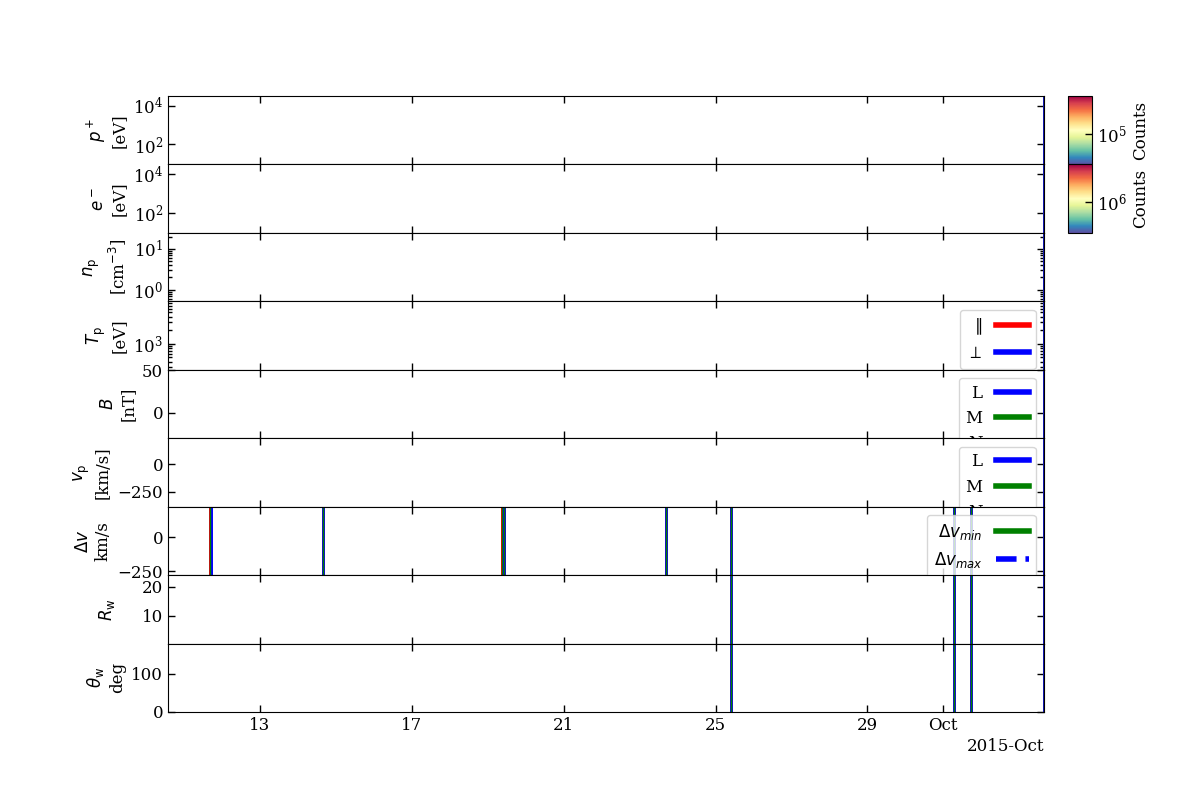 10^4
10^2
p^+
[eV]
10^5
Counts
10^4
10^2
e^−
[eV]
10^6
Counts
10^1
10^0
n_p
[cm^−3]
10^3
T_p
[eV]
∥
⊥
50
0
B
[nT]
L
M
0
−250
v_p
[km/s]
L
M
0
−250
Δv
km/s
Δv_min
Δv_max
20
10
R_w
100
0
θ_w
deg
13 17 21 25 29 Oct
2015-Oct